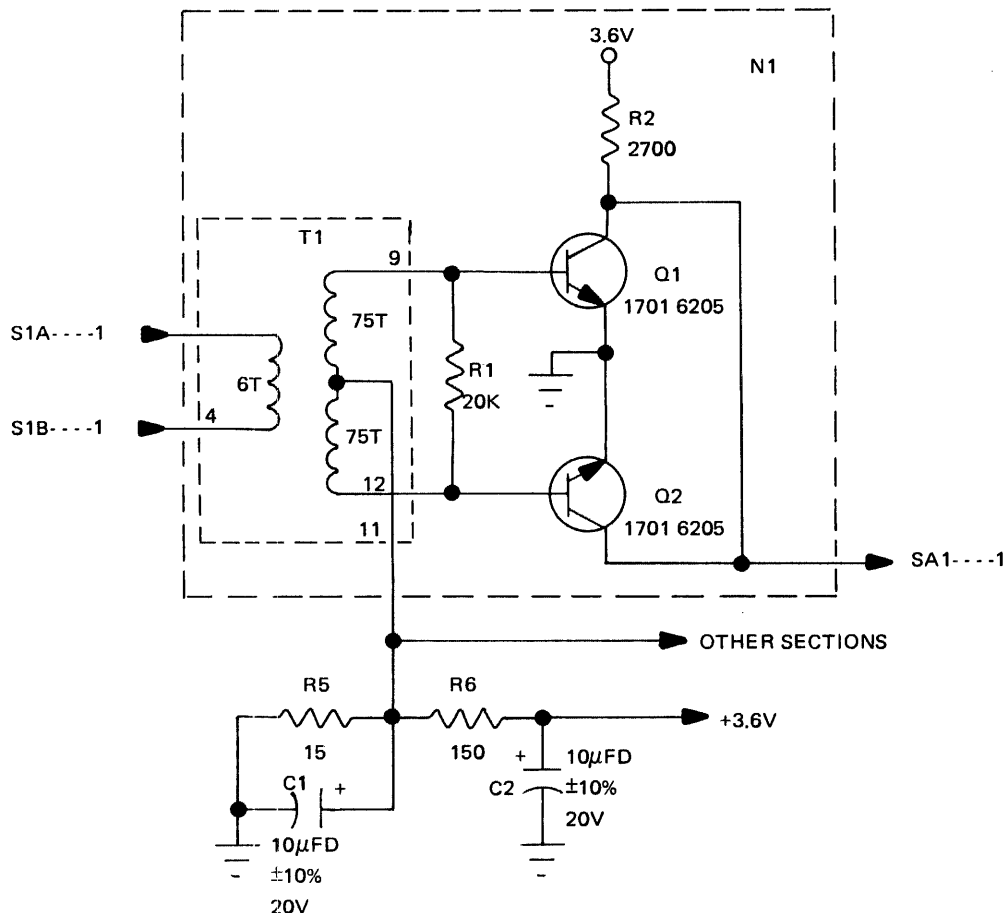 3.6V
N1
R2
2700
T1
9
Q1
1701 6205
75T
S1A----1
R1
20K
6T
4
S1B----1
75T
12
Q2
1701 6205
11
SA1----1
OTHER SECTIONS
R5
R6
+3.6V
15
150
+
10µFD
C1
+
C2
±10%
20V
10µFD
±10%
20V